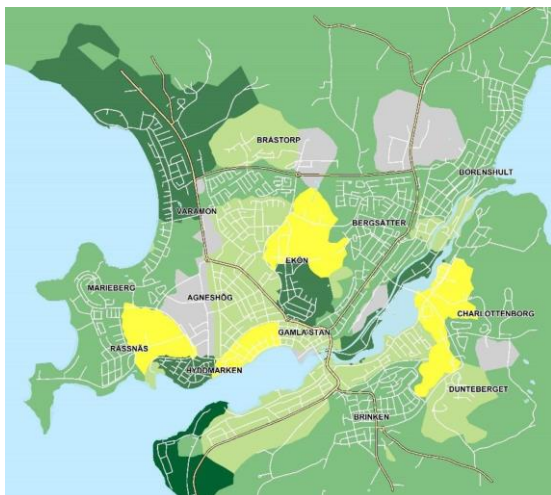 BRÅSTORP
BORENSHULT
VARAMON
BERGSÄTTER
EKÖN
MARIEBERG
AGNESHÖG
CHARLOTTENBORG
GAMLA STAN
RÄSSNÄS
HYDDMARKEN
DUNTEBERGET
BRINKEN